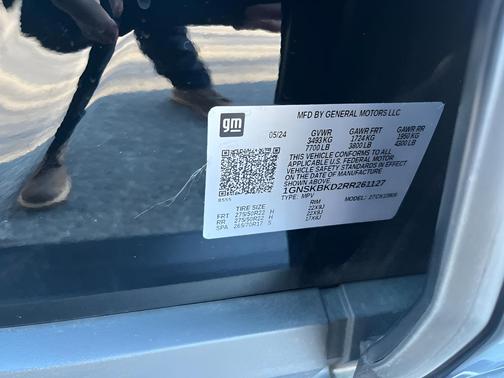 gm
MFD BY GENERAL MOTORS LLC
05/24 GVWR GAWR FRT GAWR RR
3493 KG 1724 KG 1950 KG
7700 LB 3800 LB 4300 LB
THIS VEHICLE CONFORMS TO ALL
APPLICABLE U.S. FEDERAL MOTOR
VEHICLE SAFETY STANDARDS IN EFFECT
ON THE DATE OF MANUFACTURE
SHOWN ABOVE.
1GNSKBKD2RR261127
TYPE: MPV MODEL:
8555
TIRE SIZE RIM
FRT 275/50R22 H 22X9J
RR 275/50R22 H 22X9J
SPA 265/70R17 S 17X8J